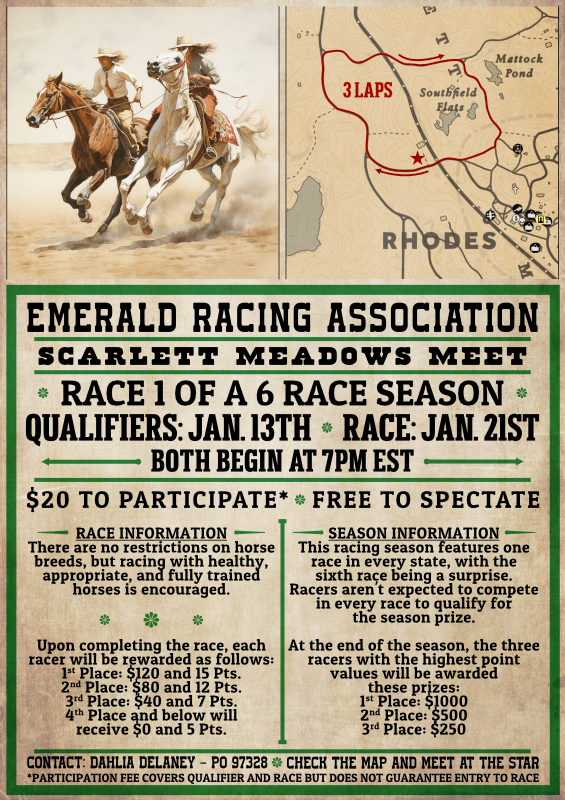 3 LAPS
Mattock
Pond
Southfield
Flats
RHODES
EMERALD RACING ASSOCIATION
SCARLETT MEADOWS MEET
RACE 1 OF A 6 RACE SEASON
QUALIFIERS: JAN. 13TH RACE: JAN. 21ST
BOTH BEGIN AT 7PM EST
$20 TO PARTICIPATE* FREE TO SPECTATE
RACE INFORMATION
There are no restrictions on horse
breeds, but racing with healthy,
appropriate, and fully trained
horses is encouraged.
Upon completing the race, each
racer will be rewarded as follows:
1st Place: $120 and 15 Pts.
2nd Place: $80 and 12 Pts.
3rd Place: $40 and 7 Pts.
4th Place and below will
receive $0 and 5 Pts.
SEASON INFORMATION
This racing season features one
race in every state, with the
sixth race being a surprise.
Racers aren't expected to compete
in every race to qualify for
the season prize.
At the end of the season, the three
racers with the highest point
values will be awarded
these prizes:
1st Place: $1000
2nd Place: $500
3rd Place: $250
CONTACT: DAHLIA DELANEY - PO 97328 CHECK THE MAP AND MEET AT THE STAR
*PARTICIPATION FEE COVERS QUALIFIER AND RACE BUT DOES NOT GUARANTEE ENTRY TO RACE